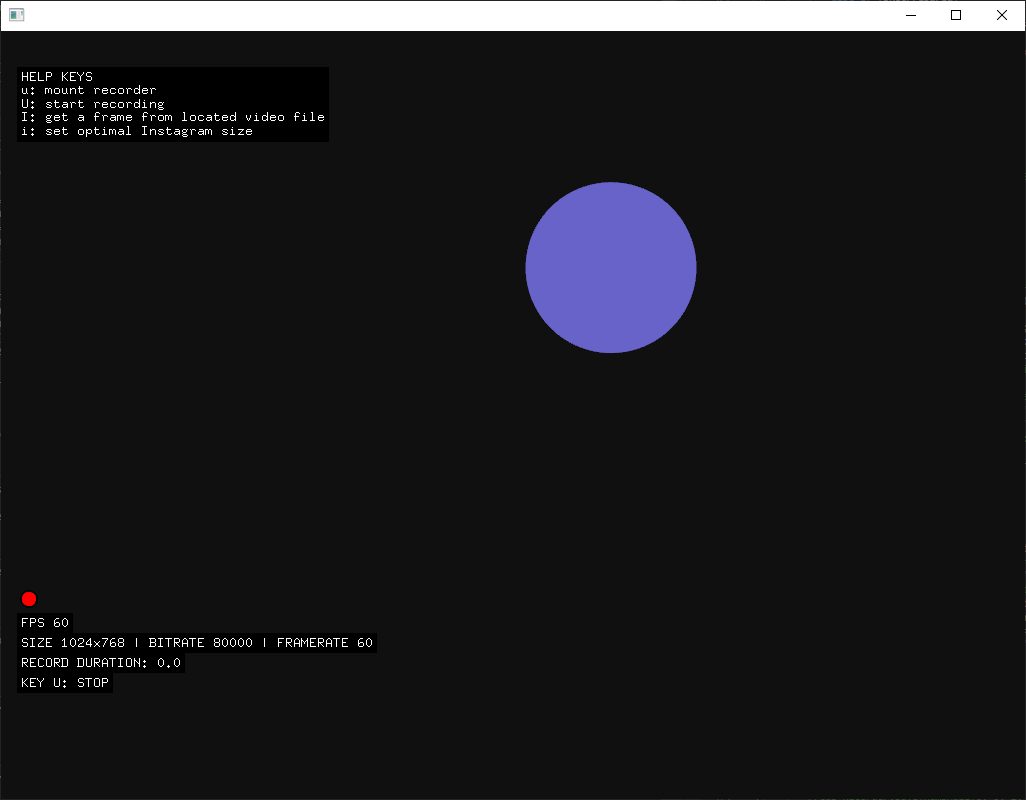 HELP KEYS
u: mount recorder
U: start recording
I: get a frame from located video file
i: set optimal Instagram size
FPS 60
SIZE 1024x768 | BITRATE 80000 | FRAMERATE 60
RECORD DURATION: 0.0
KEY U: STOP